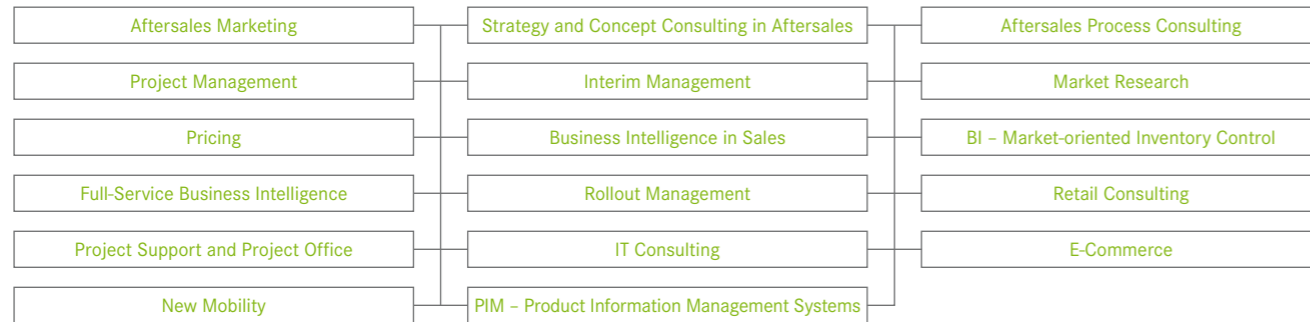 Aftersales Marketing
Strategy and Concept Consulting in Aftersales
Aftersales Process Consulting
Project Management
Interim Management
Market Research
Pricing
Business Intelligence in Sales
BI – Market-oriented Inventory Control
Full-Service Business Intelligence
Rollout Management
Retail Consulting
Project Support and Project Office
IT Consulting
E-Commerce
New Mobility
PIM – Product Information Management Systems